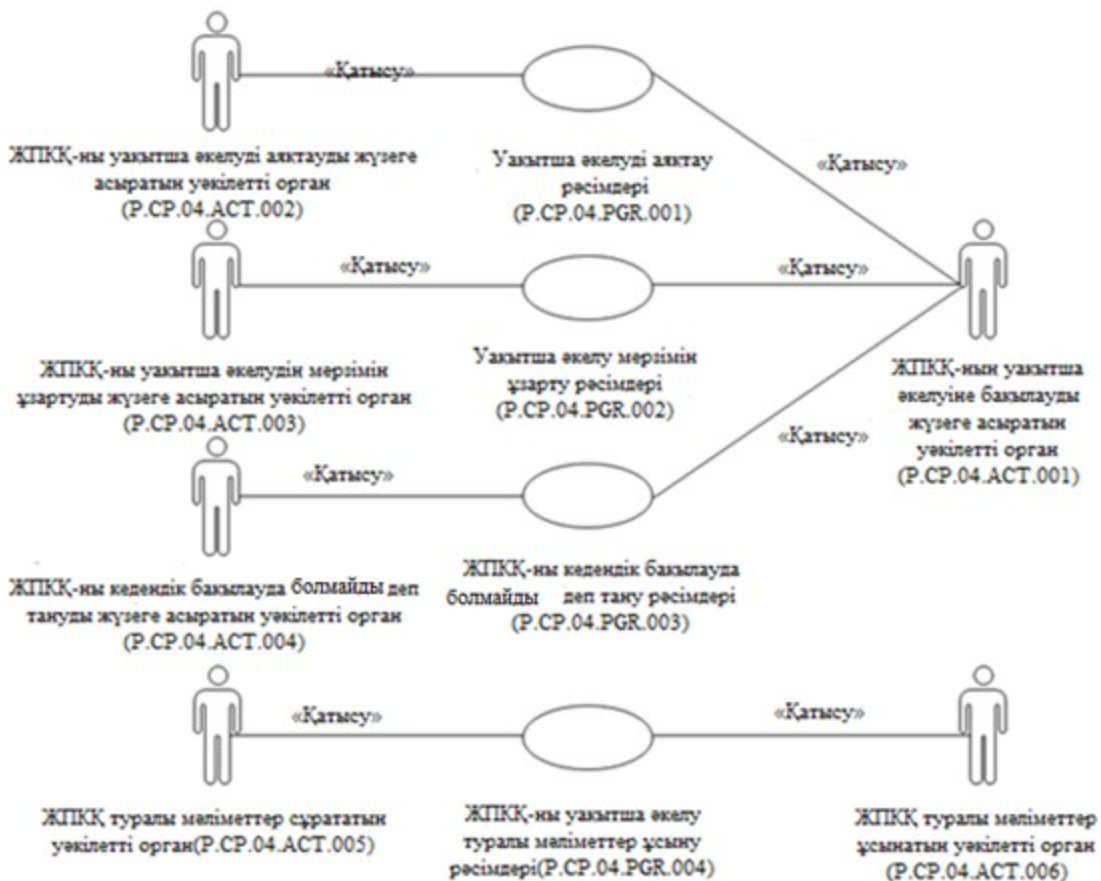 «Қатысу»
«Қатысу»
ЖПКҚ-ны уақытша әкелуді аяқтауды жүзеге
асыратын уәкілетті орган
(P.CP.04.ACT.002)
Уақытша әкелуді аяқтау
рәсімдері
(P.CP.04.PGR.001)
«Қатысу»
«Қатысу»
ЖПКҚ-ны уақытша әкелудің мерзімін
ұзартуды жүзеге асыратын уәкілетті орган
(P.CP.04.ACT.003)
Уақытша әкелу мерзімін
ұзарту рәсімдері
(P.CP.04.PGR.002)
ЖПКҚ-ның уақытша
әкелуіне бақылауды
жүзеге асыратын
уәкілетті орган
(P.CP.04.ACT.001)
«Қатысу»
«Қатысу»
ЖПКҚ-ны кедендік бақылауда болмайды деп
тануды жүзеге асыратын уәкілетті орган
(P.CP.04.ACT.004)
ЖПКҚ-ны кедендік бақылауда
болмайды деп тану рәсімдері
(P.CP.04.PGR.003)
«Қатысу»
«Қатысу»
ЖПКҚ туралы мәліметтер сұрататын
уәкілетті орган(P.CP.04.ACT.005)
ЖПКҚ-ны уақытша әкелу
туралы мәліметтер ұсыну
рәсімдері(P.CP.04.PGR.004)
ЖПКҚ туралы мәліметтер
ұсынатын уәкілетті орган
(P.CP.04.ACT.006)